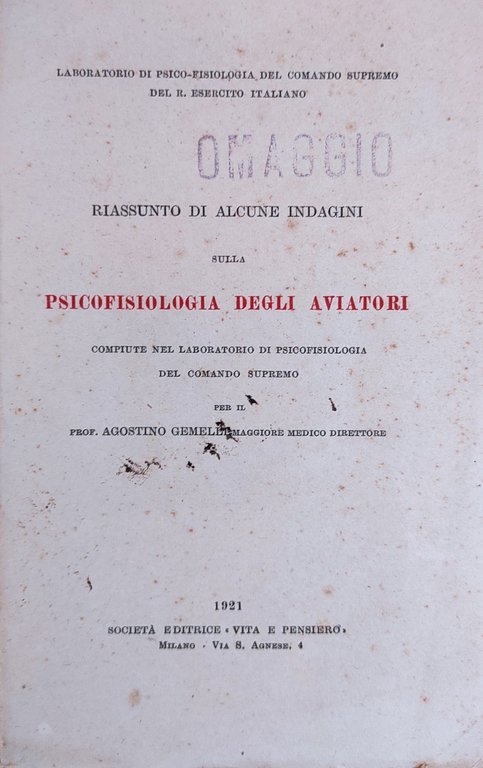 LABORATORIO DI PSICO-FISIOLOGIA DEL COMANDO SUPREMO
DEL R. ESERCITO ITALIANO
OMAGGIO
RIASSUNTO DI ALCUNE INDAGINI
SULLA
PSICOFISIOLOGIA DEGLI AVIATORI
COMPIUTE NEL LABORATORIO DI PSICOFISIOLOGIA
DEL COMANDO SUPREMO
PER IL
PROF. AGOSTINO GEMELLI MAGGIORE MEDICO DIRETTORE
1921
SOCIETÀ EDITRICE « VITA E PENSIERO »
MILANO - VIA S. AGNESE, 4